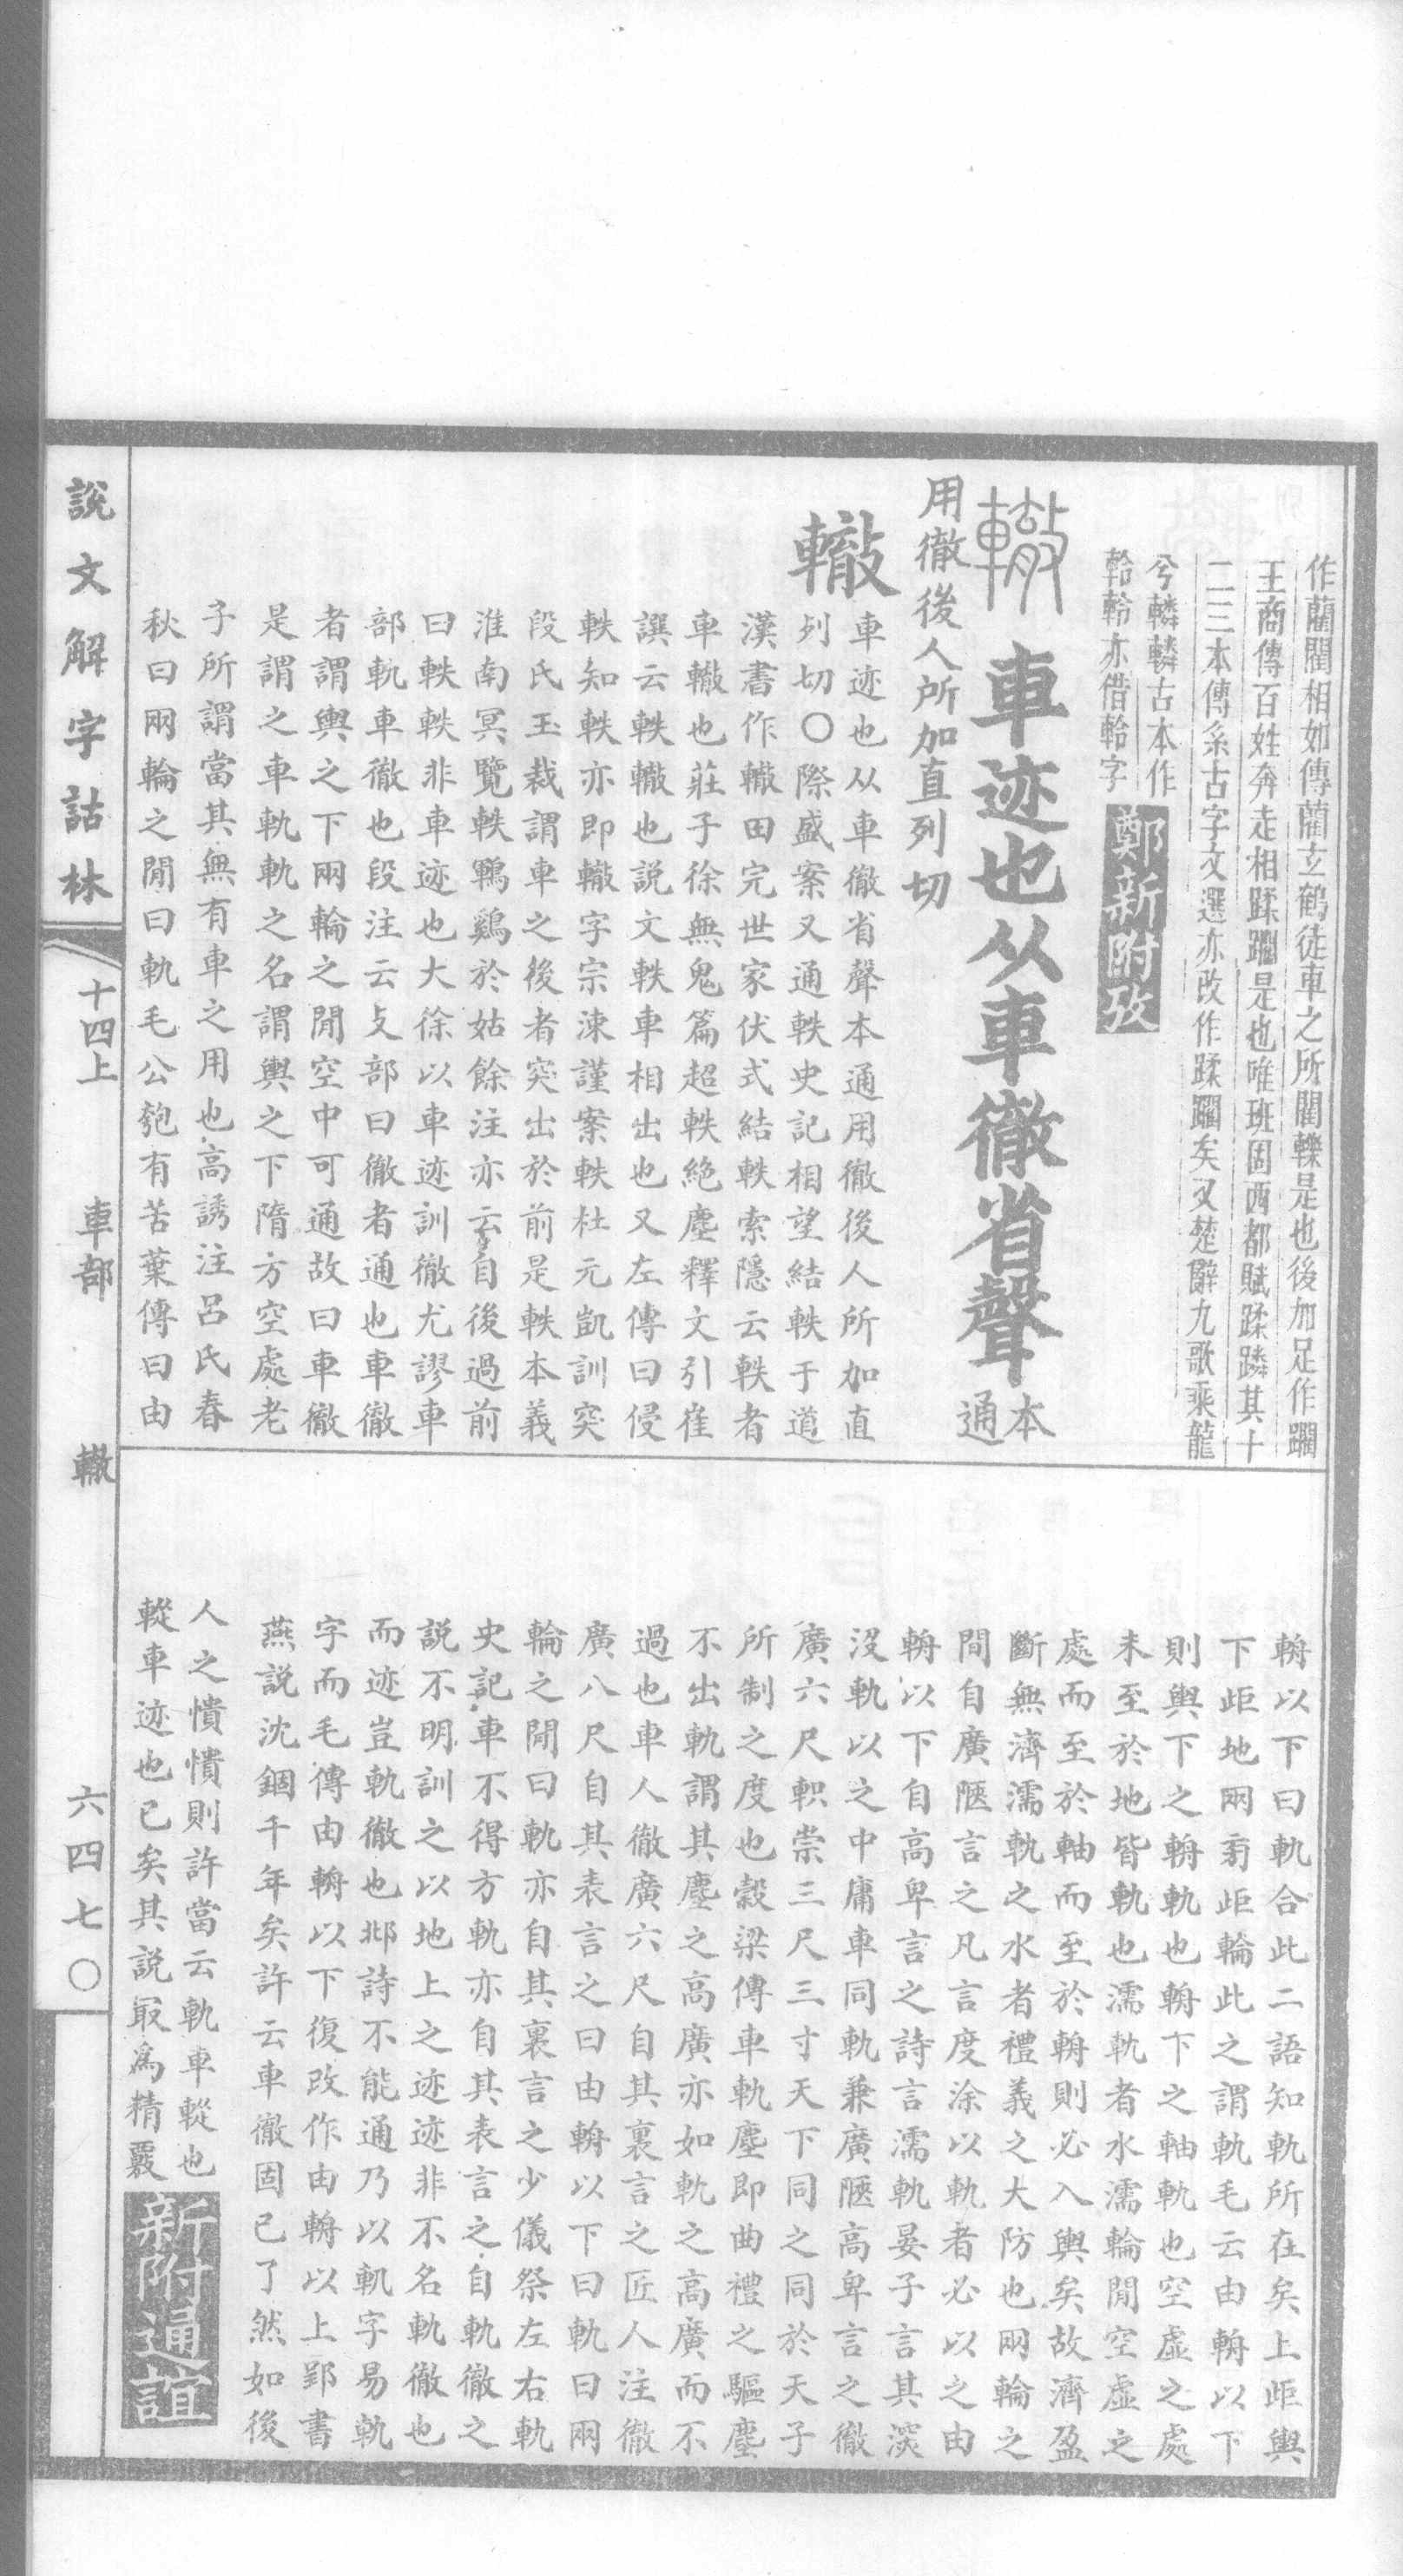 作藺閵相如傳藺玄鶴徒車之所閵轢是也後加足作躙
王商傳百姓奔走相蹂躙是也唯班固西都賦蹂蹸其十
二三本傳系古字文選亦改作蹂躙矣又楚辭九歌乘龍
兮轔轔古本作
軨軨亦借軨字
鄭新附攷
轍 車迹也从車徹省聲本
通
用徹後人所加直列切
轍
車迹也从車徹省聲本通用徹後人所加直
列切〇際盛案又通軼史記相望結軼于道
漢書作轍田完世家伏式結軼索隱云軼者
車轍也莊子徐無鬼篇超軼絕塵釋文引崔
譔云軼轍也說文軼車相出也又左傳曰侵
軼知軼亦即轍字宗涑謹案軼杜元凱訓突
段氏玉裁謂車之後者突出於前是軼本義
淮南冥覽軼鶤鷄於姑餘注亦云自後過前
曰軼軼非車迹也大徐以車迹訓徹尤謬車
部軌車徹也段注云攴部曰徹者通也車徹
者謂輿之下兩輪之閒空中可通故曰車徹
是謂之車軌軌之名謂輿之下隋方空處老
子所謂當其無有車之用也高誘注呂氏春
秋曰兩輪之閒曰軌毛公匏有苦葉傳曰由
輈以下曰軌合此二語知軌所在矣上歫輿
下歫地兩㫄歫輪此之謂軌毛云由輈以下
則輿下之輈軌也輈下之軸軌也空虛之處
未至於地皆軌也濡軌者水濡輪閒空虛之
處而至於軸而至於輈則必入輿矣故濟盈
斷無濟濡軌之水者禮義之大防也兩輪之
間自廣陿言之凡言度涂以軌者必以之由
輈以下自高卑言之詩言濡軌晏子言其深
沒軌以之中庸車同軌兼廣陿高卑言之徹
廣六尺軹崇三尺三寸天下同之同於天子
所制之度也穀梁傳車軌塵即曲禮之驅塵
不出軌謂其塵之高廣亦如軌之高廣而不
過也車人徹廣六尺自其裏言之匠人注徹
廣八尺自其表言之曰由輈以下曰軌曰兩
輪之閒曰軌亦自其裏言之少儀祭左右軌
史記車不得方軌亦自其表言之自軌徹之
說不明訓之以地上之迹迹非不名軌徹也
而迹豈軌徹也邶詩不能通乃以軓字易軌
字而毛傳由輈以下復改作由輈以上郢書
燕說沈錮千年矣許云車徹固已了然如後
人之憒憒則許當云軌車𨎢也
𨎢車迹也已矣其說㝡爲精覈
新附通誼
說文解字詁林
十四上
車部
轍
六四七〇